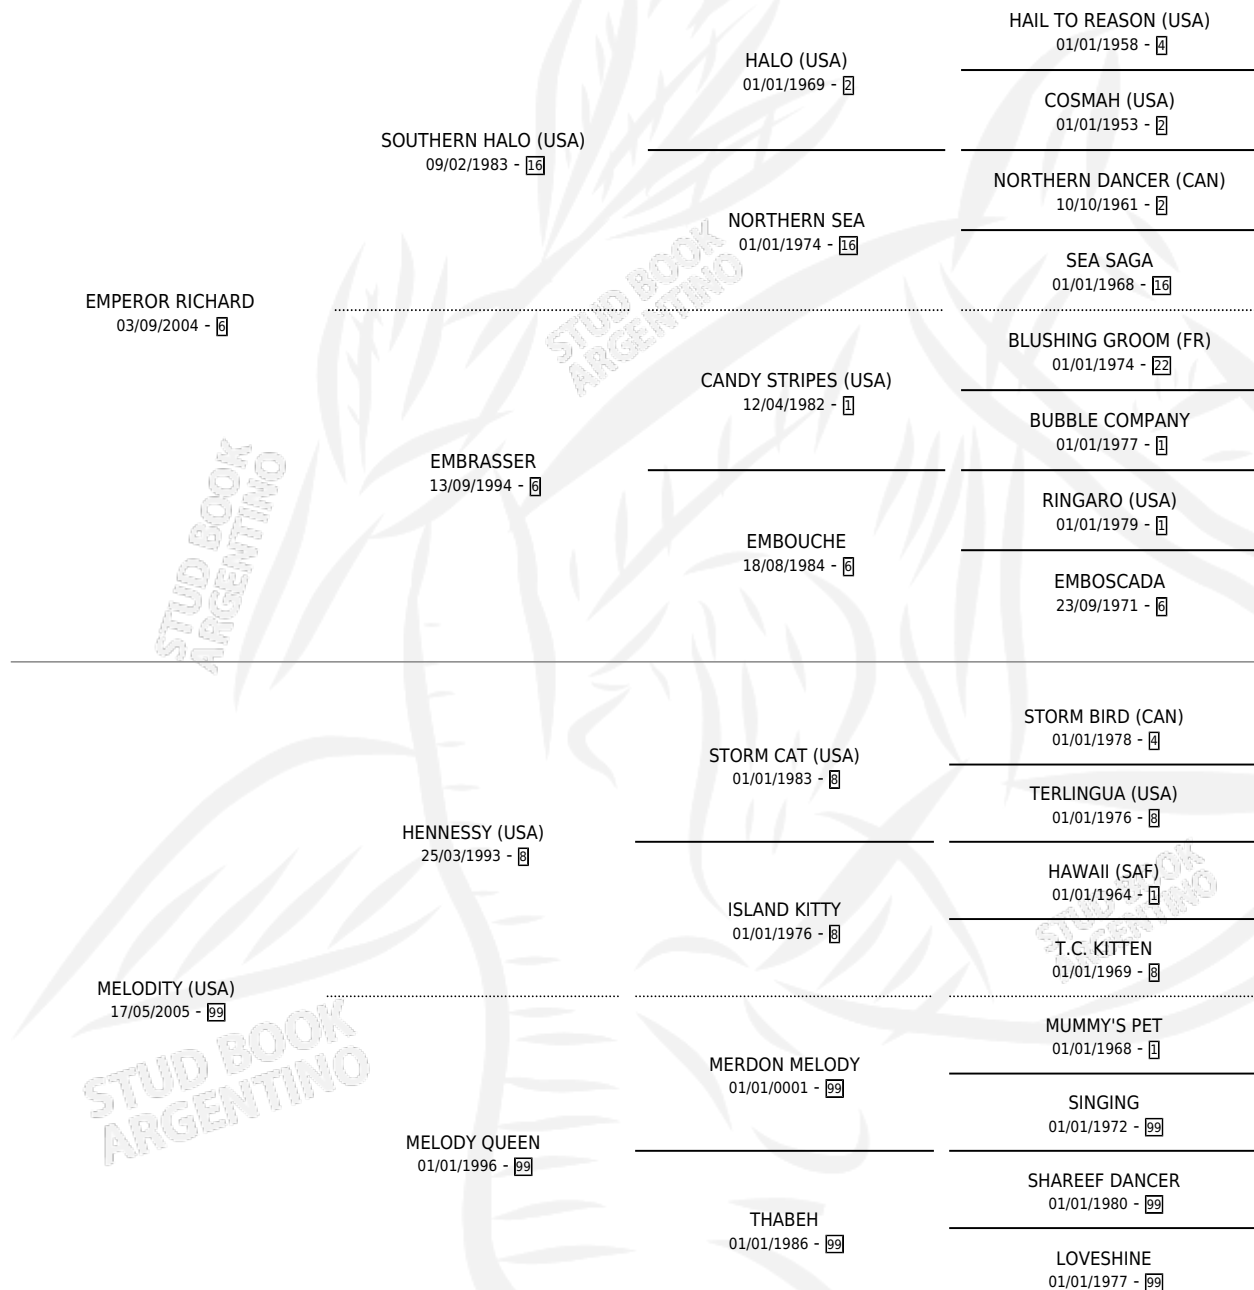 HAIL TO REASON (USA)
01/01/1958 - 4
HALO (USA)
01/01/1969 - 2
COSMAH (USA)
01/01/1953 - 2
SOUTHERN HALO (USA)
09/02/1983 - 16
NORTHERN DANCER (CAN)
10/10/1961 - 2
NORTHERN SEA
01/01/1974 - 16
SEA SAGA
01/01/1968 - 16
STUD BOOK
ARGENTINO
EMPEROR RICHARD
03/09/2004 - 6
BLUSHING GROOM (FR)
01/01/1974 - 22
CANDY STRIPES (USA)
12/04/1982 - 1
BUBBLE COMPANY
01/01/1977 - 1
EMBRASSER
13/09/1994 - 6
RINGARO (USA)
01/01/1979 - 1
EMBOUCHE
18/08/1984 - 6
EMBOSCADA
23/09/1971 - 6
STUD BOOK
ARGENTINO
STORM BIRD (CAN)
01/01/1978 - 4
STORM CAT (USA)
01/01/1983 - 8
TERLINGUA (USA)
01/01/1976 - 8
HENNESSY (USA)
25/03/1993 - 8
HAWAII (SAF)
01/01/1964 - 1
ISLAND KITTY
01/01/1976 - 8
T.C. KITTEN
01/01/1969 - 8
STUD BOOK
ARGENTINO
MELODITY (USA)
17/05/2005 - 99
MUMMY'S PET
01/01/1968 - 1
MERDON MELODY
01/01/0001 - 99
SINGING
01/01/1972 - 99
STUD BOOK
ARGENTINO
MELODY QUEEN
01/01/1996 - 99
SHAREEF DANCER
01/01/1980 - 99
THABEH
01/01/1986 - 99
LOVESHINE
01/01/1977 - 99